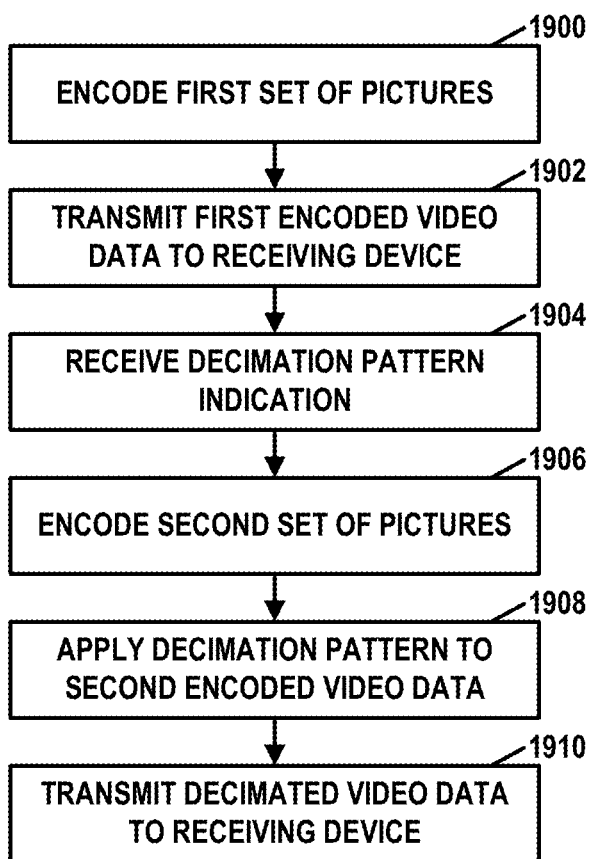 1900
ENCODE FIRST SET OF PICTURES
1902
TRANSMIT FIRST ENCODED VIDEO
DATA TO RECEIVING DEVICE
1904
RECEIVE DECIMATION PATTERN
INDICATION
1906
ENCODE SECOND SET OF PICTURES
1908
APPLY DECIMATION PATTERN TO
SECOND ENCODED VIDEO DATA
1910
TRANSMIT DECIMATED VIDEO DATA
TO RECEIVING DEVICE